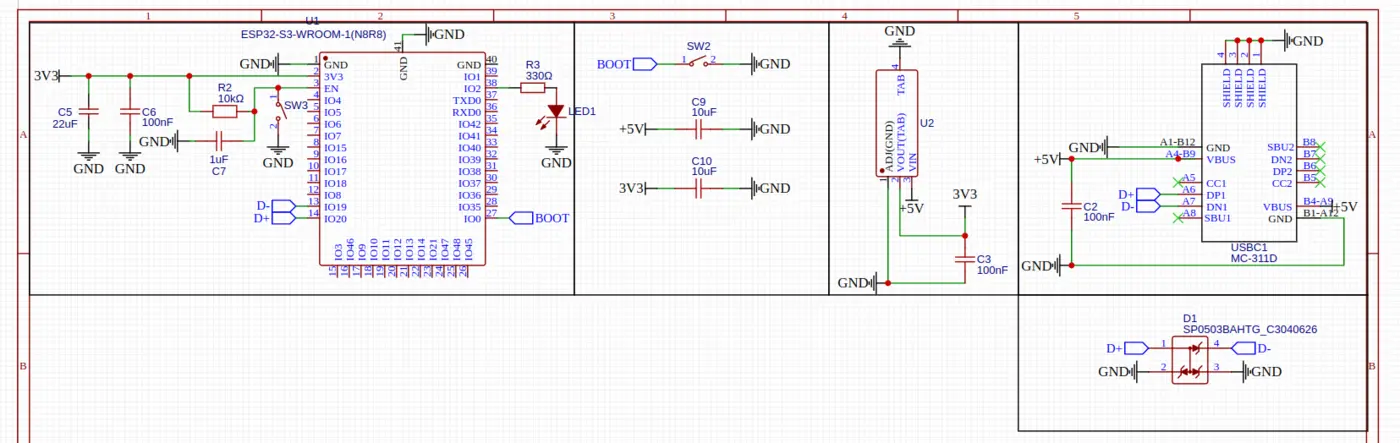 1
2
3
4
5
A
A
B
B
U1
ESP32-S3-WROOM-1(N8R8)
GND
41
GND
3V3
C5
22uF
GND
C6
100nF
GND
R2
10kΩ
GND
1uF
C7
1
SW3
2
GND
GND
1 GND
2 3V3
3 EN
4 IO4
5 IO5
6 IO6
7 IO7
8 IO15
9 IO16
10 IO17
11 IO18
12 IO8
D- 13 IO19
D+ 14 IO20
15 IO3
16 IO46
17 IO9
18 IO10
19 IO11
20 IO12
21 IO13
22 IO14
23 IO21
24 IO47
25 IO48
26 IO45
GND 40
IO1 39
IO2 38
TXD0 37
RXD0 36
IO42 35
IO41 34
IO40 33
IO39 32
IO38 31
IO37 30
IO36 29
IO35 28
IO0 27
BOOT
R3
330Ω
LED1
GND
SW2
BOOT 1 2 GND
C9
10uF
+5V GND
C10
10uF
3V3 GND
GND
4
TAB
U2
ADJ(GND)
VOUT(TAB)
VIN
1 2 3
+5V
3V3
C3
100nF
GND
GND
4 3 2 1
SHIELD
SHIELD
SHIELD
SHIELD
GND A1-B12 GND
+5V A4-B9 VBUS
A5 CC1
D+ A6 DP1
D- A7 DN1
A8 SBU1
SBU2 B8
DN2 B7
DP2 B6
CC2 B5
VBUS B4-A9 +5V
GND B1-A12
C2
100nF
GND
USBC1
MC-311D
D1
SP0503BAHTG_C3040626
D+ 1 4 D-
GND 2 3 GND